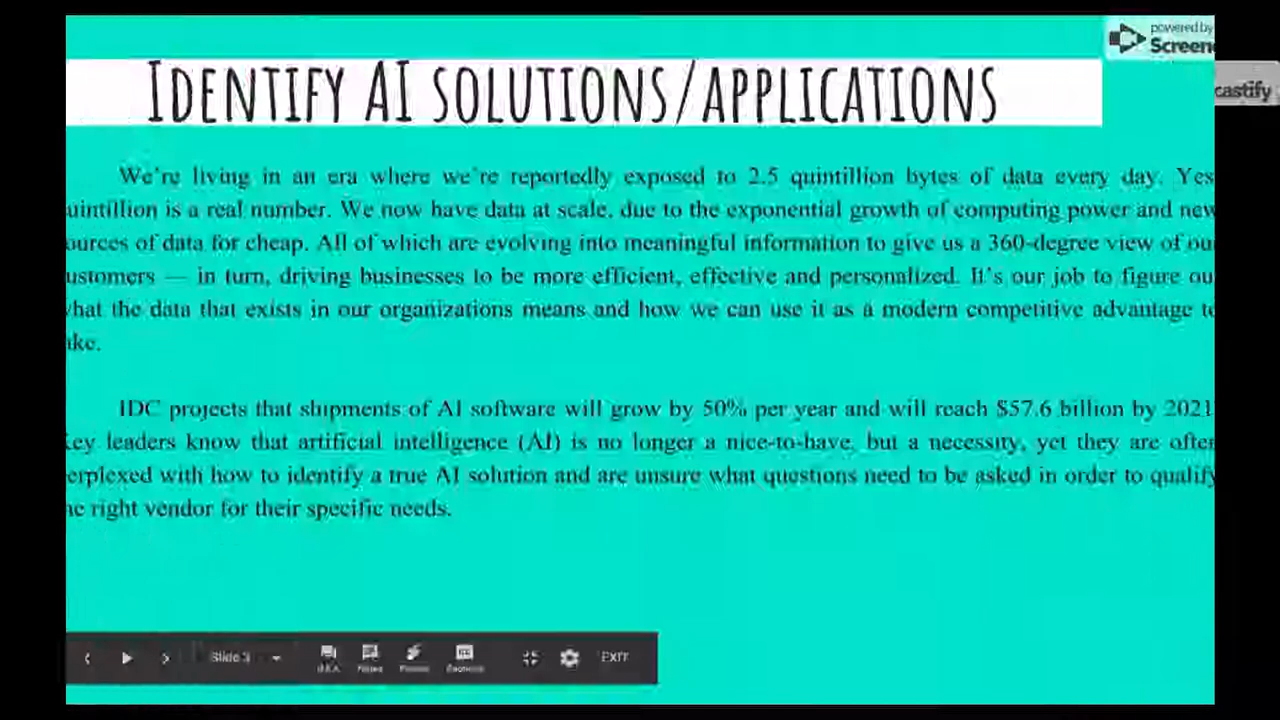 powered by
Screen
castify
IDENTIFY AI SOLUTIONS/APPLICATIONS
We're living in an era where we're reportedly exposed to 2.5 quintillion bytes of data every day. Yes
uintillion is a real number. We now have data at scale, due to the exponential growth of computing power and new
ources of data for cheap. All of which are evolving into meaningful information to give us a 360-degree view of ou
ustomers — in turn, driving businesses to be more efficient, effective and personalized. It's our job to figure ou
hat the data that exists in our organizations means and how we can use it as a modern competitive advantage to
ake.
IDC projects that shipments of AI software will grow by 50% per year and will reach $57.6 billion by 2021
key leaders know that artificial intelligence (AI) is no longer a nice-to-have, but a necessity, yet they are often
erplexed with how to identify a true AI solution and are unsure what questions need to be asked in order to qualify
he right vendor for their specific needs.
Slide 3 Q&A Notes Pointer Captions EXIT